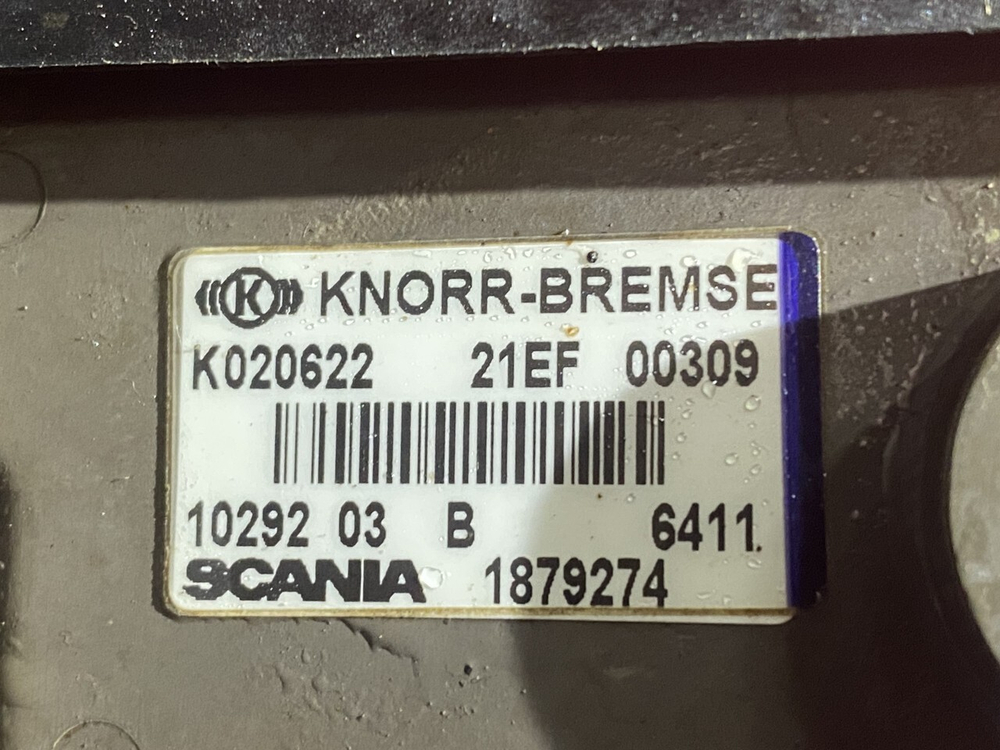 K KNORR-BREMSE
K020622 21EF 00309
10292 03 B 6411.
SCANIA 1879274